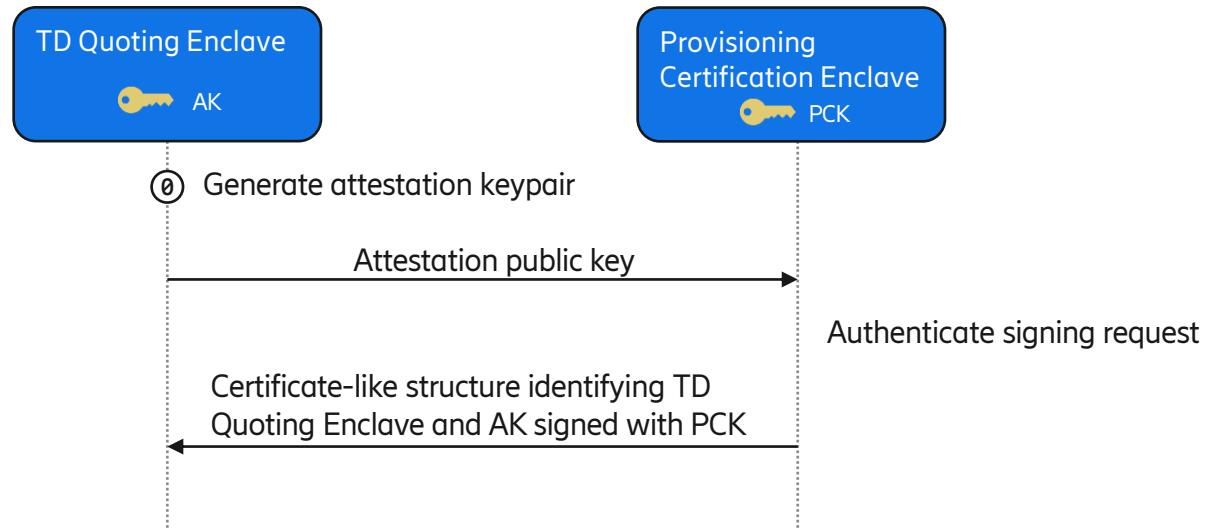 TD Quoting Enclave
AK
Provisioning
Certification Enclave
PCK
0 Generate attestation keypair
Attestation public key
Authenticate signing request
Certificate-like structure identifying TD
Quoting Enclave and AK signed with PCK